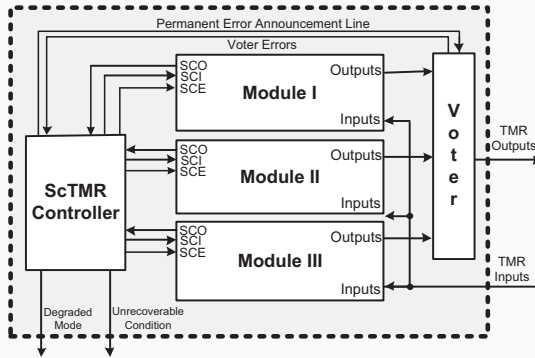 Permanent Error Announcement Line
Voter Errors
SCO
SCI
SCE
Module I
Outputs
Inputs
SCO
SCI
SCE
Module II
Outputs
Inputs
SCO
SCI
SCE
Module III
Outputs
Inputs
ScTMR
Controller
Voter
TMR
Outputs
TMR
Inputs
Degraded
Mode
Unrecoverable
Condition